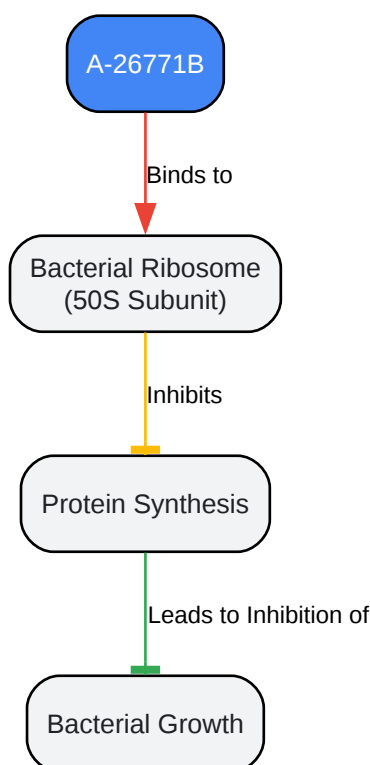 A-26771B
Binds to
Bacterial Ribosome
(50S Subunit)
Inhibits
Protein Synthesis
Leads to Inhibition of
Bacterial Growth